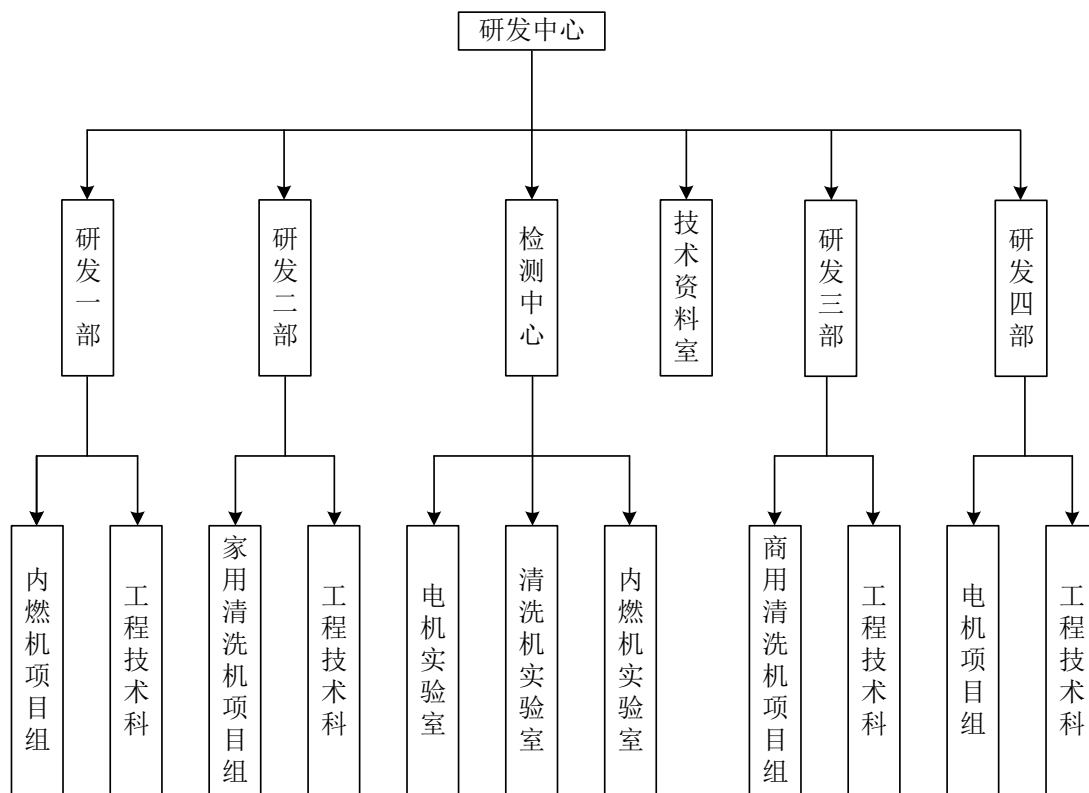 研发中心
研发一部
研发二部
检测中心
技术资料室
研发三部
研发四部
内燃机项目组
工程技术科
家用清洗机项目组
工程技术科
电机实验室
清洗机实验室
内燃机实验室
商用清洗机项目组
工程技术科
电机项目组
工程技术科